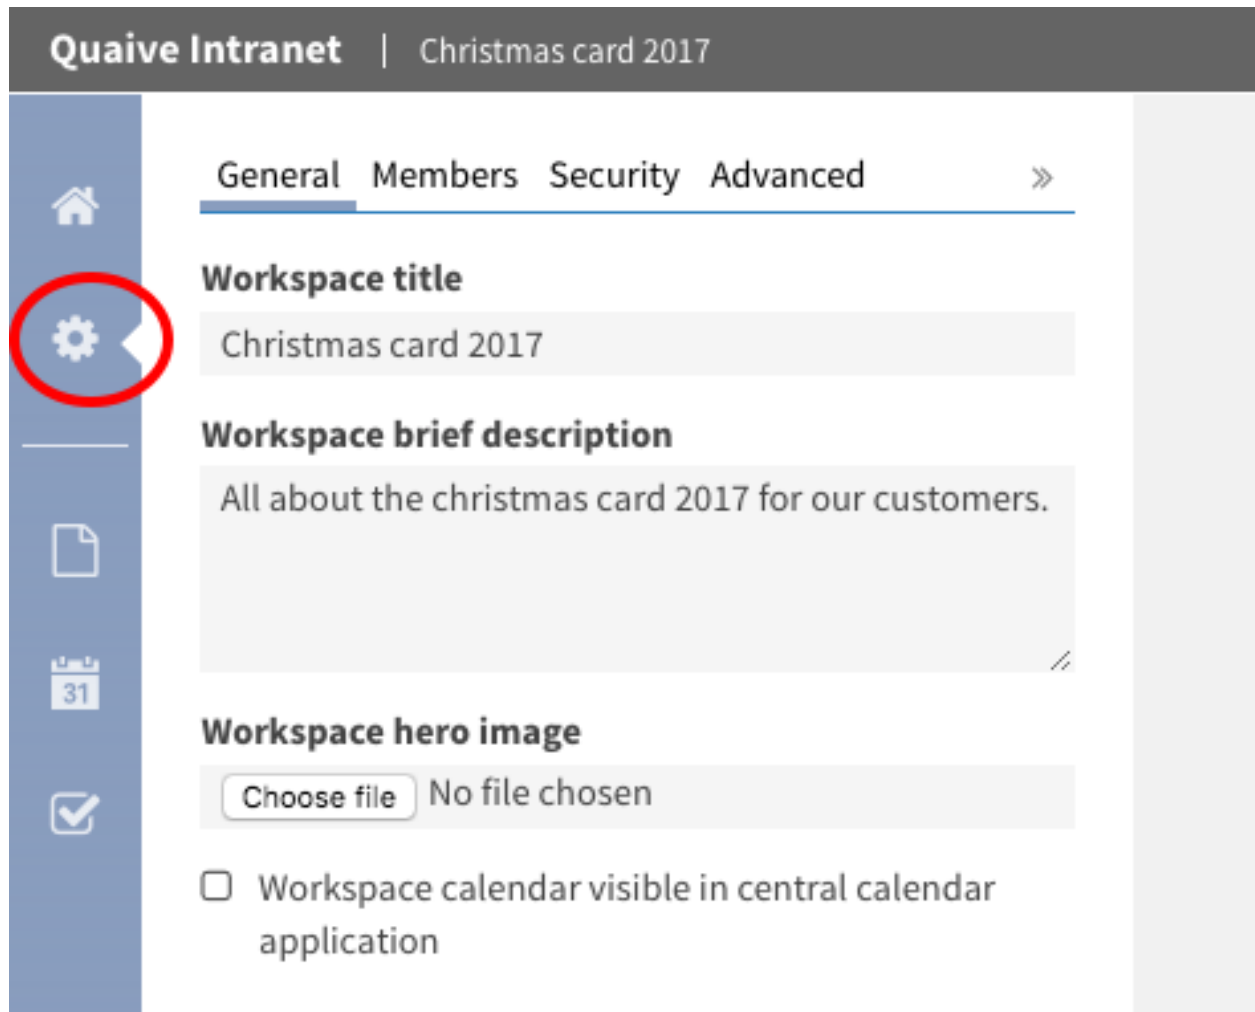 Quaive Intranet | Christmas card 2017
General Members Security Advanced »
Workspace title
Christmas card 2017
Workspace brief description
All about the christmas card 2017 for our customers.
31
Workspace hero image
Choose file No file chosen
Workspace calendar visible in central calendar
application